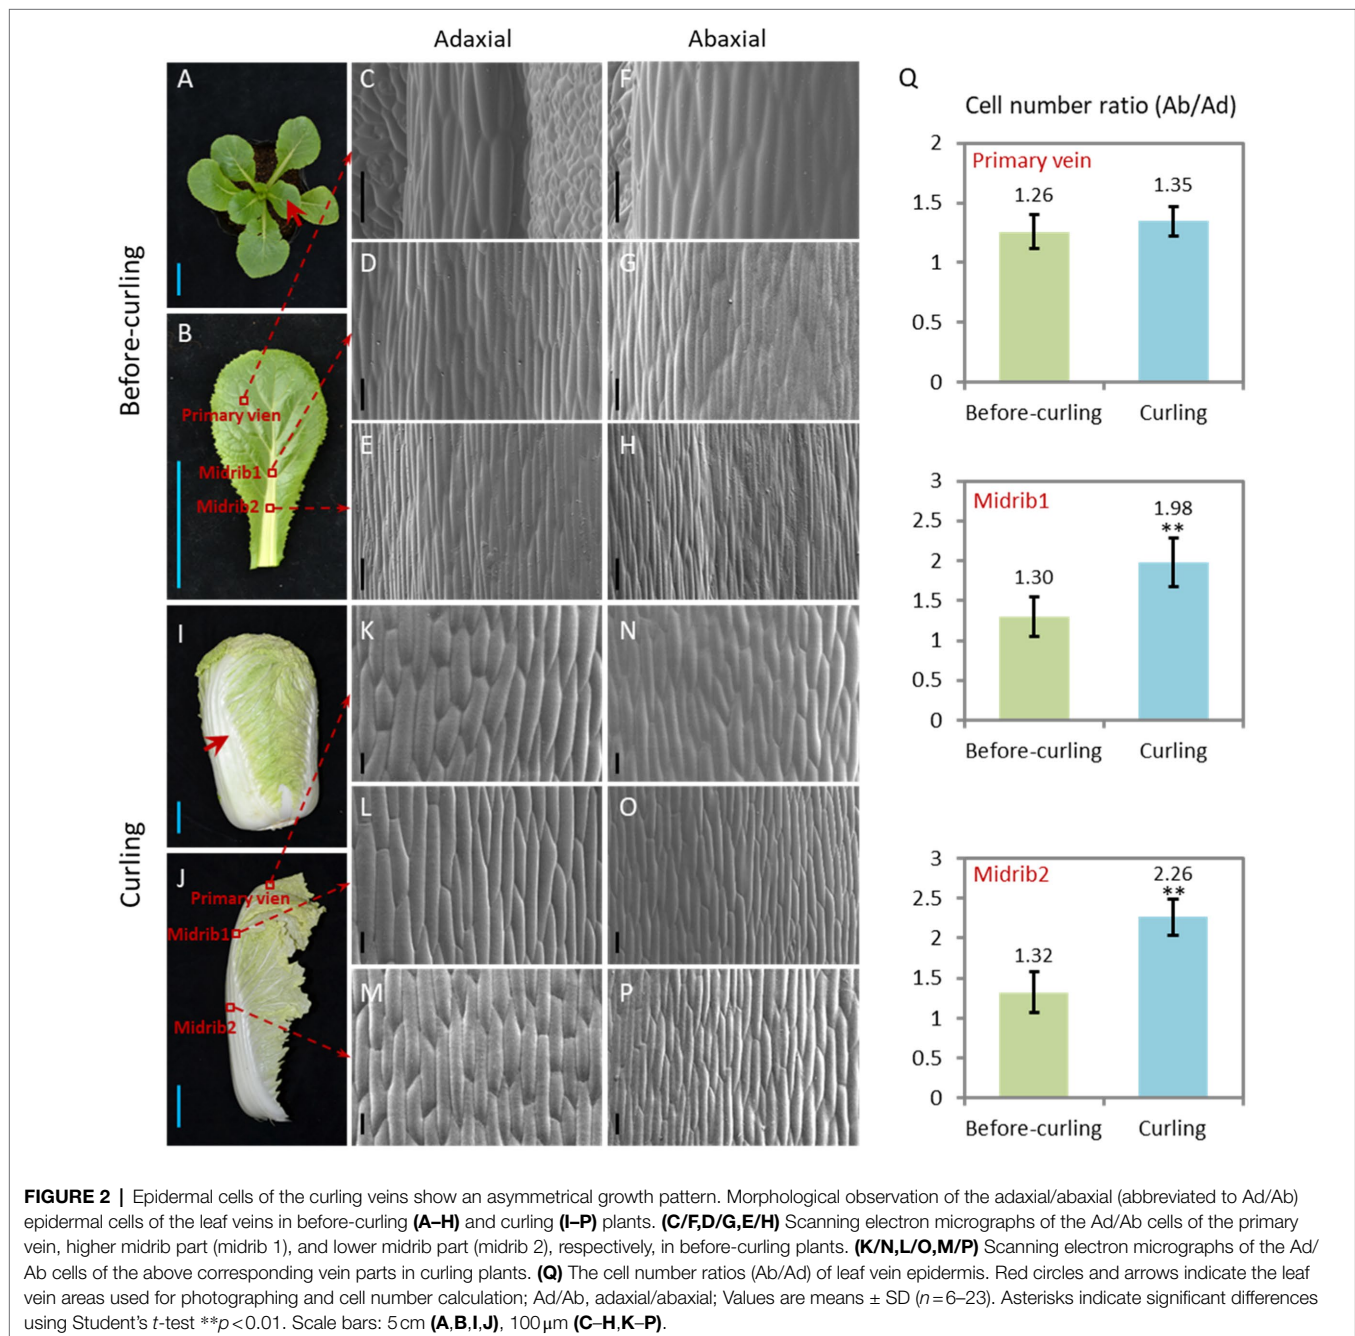 Adaxial
Abaxial
Before-curling
Curling
A
B
Primary vien
Midrib1
Midrib2
C
D
E
F
G
H
I
J
Primary vien
Midrib1
Midrib2
K
L
M
N
O
P
Q
Cell number ratio (Ab/Ad)
Primary vein
2
1.5
1
0.5
0
1.26
1.35
Before-curling
Curling
Midrib1
3
2.5
2
1.5
1
0.5
0
1.30
1.98
**
Before-curling
Curling
Midrib2
3
2.5
2
1.5
1
0.5
0
1.32
2.26
**
Before-curling
Curling
FIGURE 2 | Epidermal cells of the curling veins show an asymmetrical growth pattern. Morphological observation of the adaxial/abaxial (abbreviated to Ad/Ab)
epidermal cells of the leaf veins in before-curling (A–H) and curling (I–P) plants. (C/F,D/G,E/H) Scanning electron micrographs of the Ad/Ab cells of the primary
vein, higher midrib part (midrib 1), and lower midrib part (midrib 2), respectively, in before-curling plants. (K/N,L/O,M/P) Scanning electron micrographs of the Ad/
Ab cells of the above corresponding vein parts in curling plants. (Q) The cell number ratios (Ab/Ad) of leaf vein epidermis. Red circles and arrows indicate the leaf
vein areas used for photographing and cell number calculation; Ad/Ab, adaxial/abaxial; Values are means ± SD (n=6–23). Asterisks indicate significant differences
using Student's t-test **p<0.01. Scale bars: 5cm (A,B,I,J), 100μm (C–H,K–P).